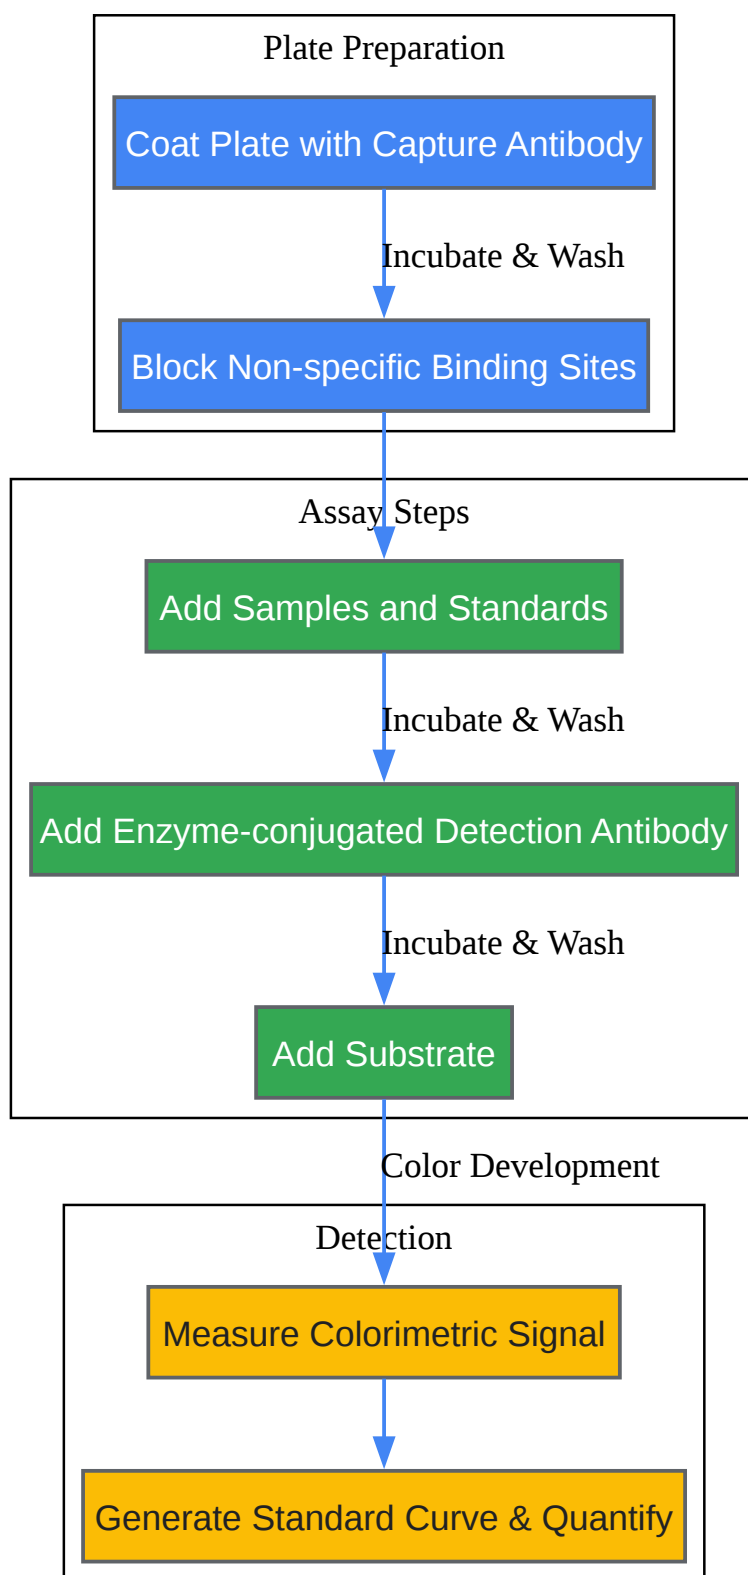 Plate Preparation
Coat Plate with Capture Antibody
Incubate & Wash
Block Non-specific Binding Sites
Assay Steps
Add Samples and Standards
Incubate & Wash
Add Enzyme-conjugated Detection Antibody
Incubate & Wash
Add Substrate
Color Development
Detection
Measure Colorimetric Signal
Generate Standard Curve & Quantify